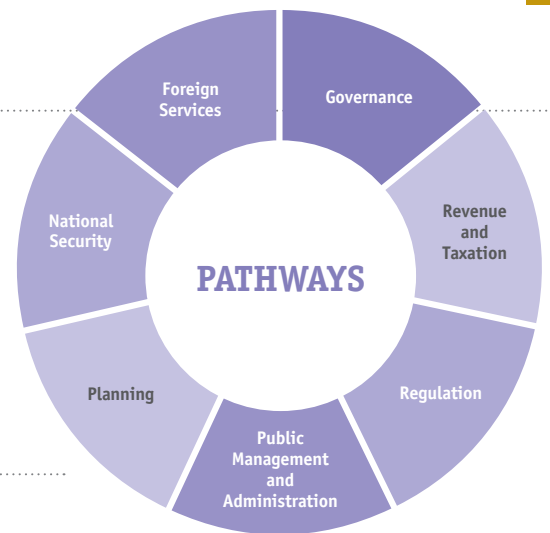 Foreign
Services
Governance
National
Security
Revenue
and
Taxation
PATHWAYS
Planning
Regulation
Public
Management
and
Administration